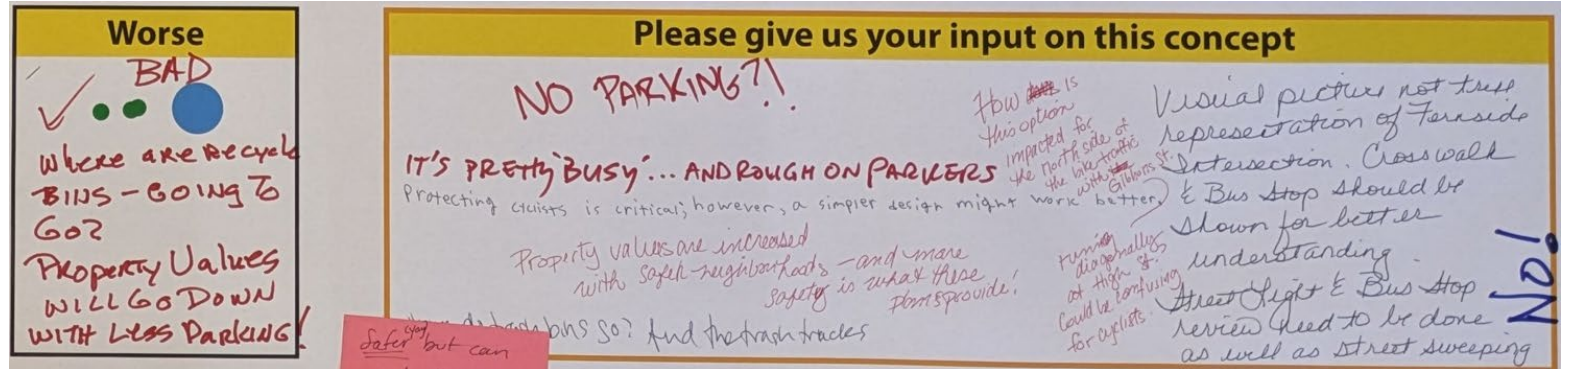 Worse
BAD
Where are Recycle
BINS - GOING TO
GO?
PROPERTY VALUES
WILL GO DOWN
WITH LESS PARKING!
Please give us your input on this concept
NO PARKING?!
IT'S PRETTY "BUSY"... AND ROUGH ON PARKERS
Protecting cyclists is critical; however, a simpler design might work better.
Property values are increased
with safer neighborhoods - and more
safety is what these
plans provide!
trash bins go? And the trash trucks
safer but can
How is
this option
impacted for
the north side of
the bike traffic
with Gibbons St.
running
diagonally
at High St.
Could be confusing
for cyclists.
Visual picture not true
representation of Fernside
Intersection. Crosswalk
& Bus Stop should be
shown for better
understanding.
Street Light & Bus Stop
review need to be done
as well as street sweeping
NO!